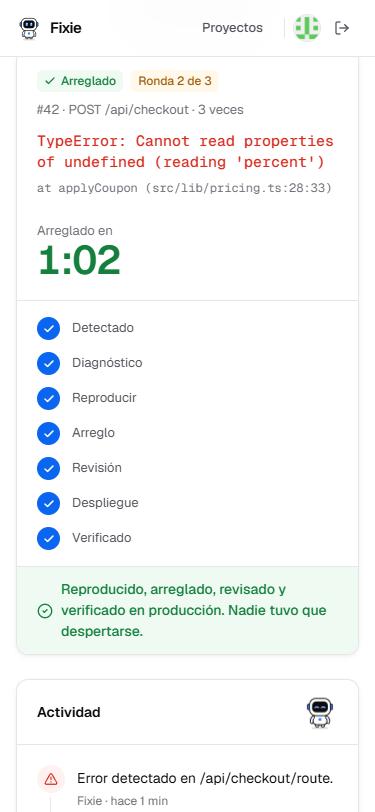 Fixie
Proyectos
Arreglado
Ronda 2 de 3
#42 · POST /api/checkout · 3 veces
TypeError: Cannot read properties
of undefined (reading 'percent')
at applyCoupon (src/lib/pricing.ts:28:33)
Arreglado en
1:02
Detectado
Diagnóstico
Reproducir
Arreglo
Revisión
Despliegue
Verificado
Reproducido, arreglado, revisado y
verificado en producción. Nadie tuvo que
despertarse.
Actividad
Error detectado en /api/checkout/route.
Fixie · hace 1 min